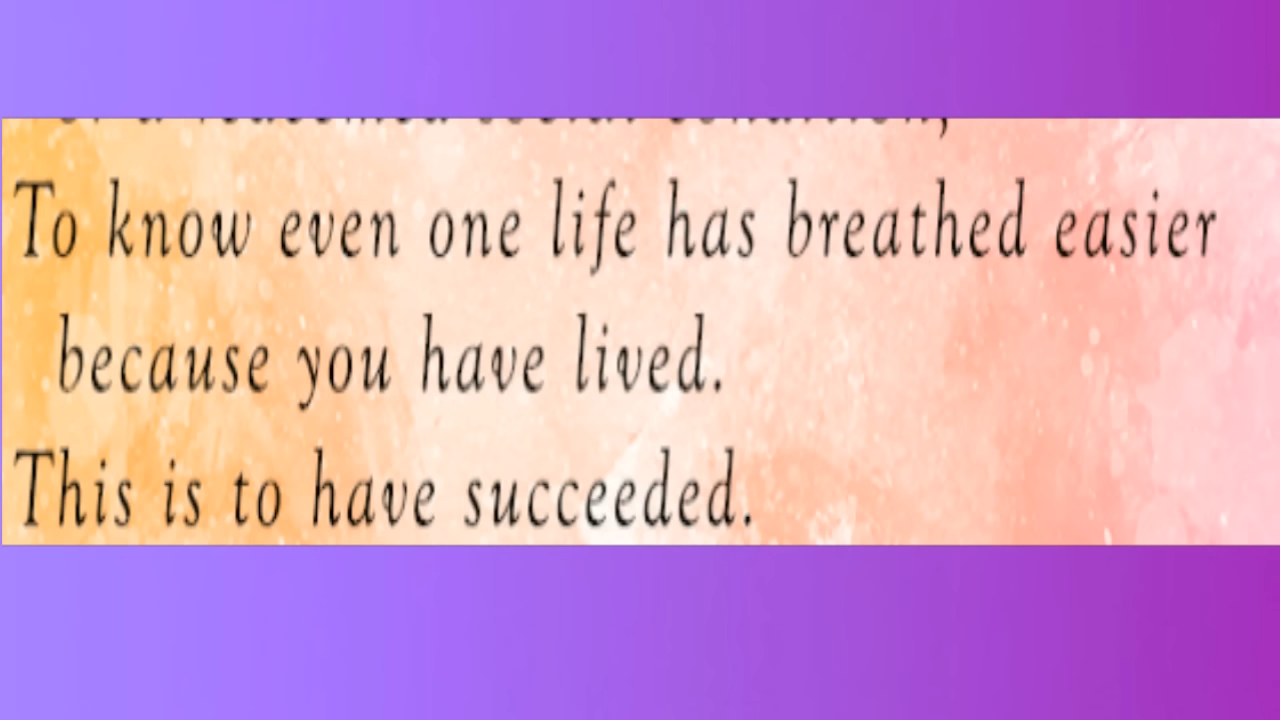 To know even one life has breathed easier
because you have lived.
This is to have succeeded.